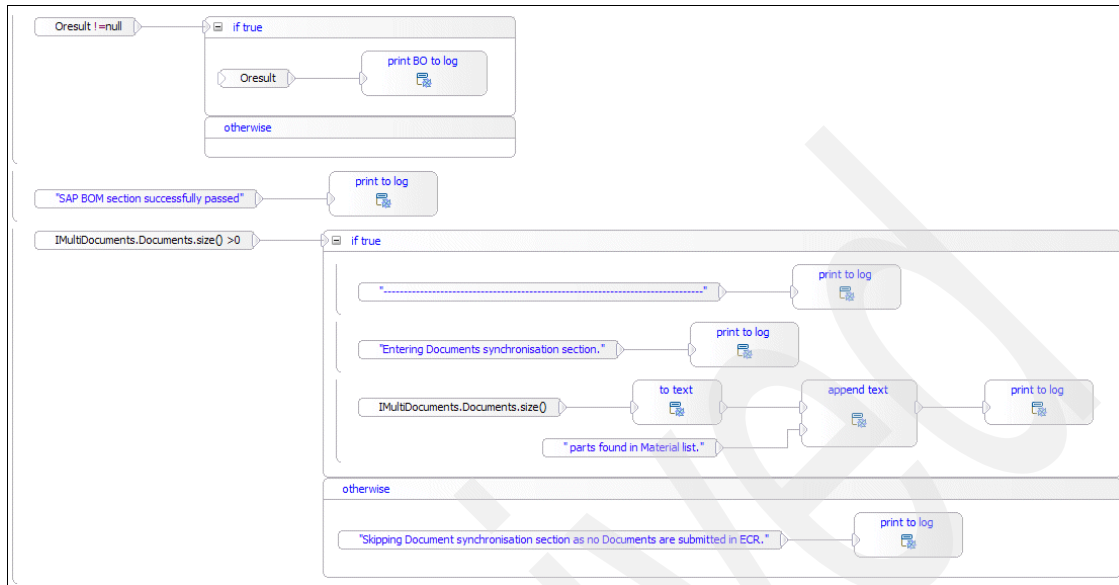 Oresult !=null
if true
Oresult
print BO to log
otherwise
"SAP BOM section successfully passed"
print to log
IMultiDocuments.Documents.size() >0
if true
"------------------------------------------------------------------------------"
print to log
"Entering Documents synchronisation section."
print to log
IMultiDocuments.Documents.size()
to text
append text
print to log
" parts found in Material list."
otherwise
"Skipping Document synchronisation section as no Documents are submitted in ECR."
print to log